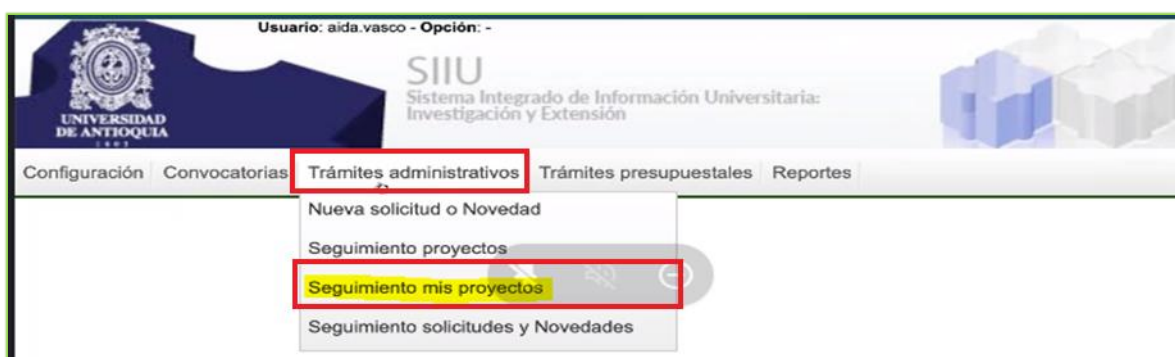 Usuario: aida.vasco - Opción: -
SIIU
Sistema Integrado de Información Universitaria:
Investigación y Extensión
UNIVERSIDAD
DE ANTIOQUIA
1803
Configuración Convocatorias Trámites administrativos Trámites presupuestales Reportes
Nueva solicitud o Novedad
Seguimiento proyectos
Seguimiento mis proyectos
Seguimiento solicitudes y Novedades